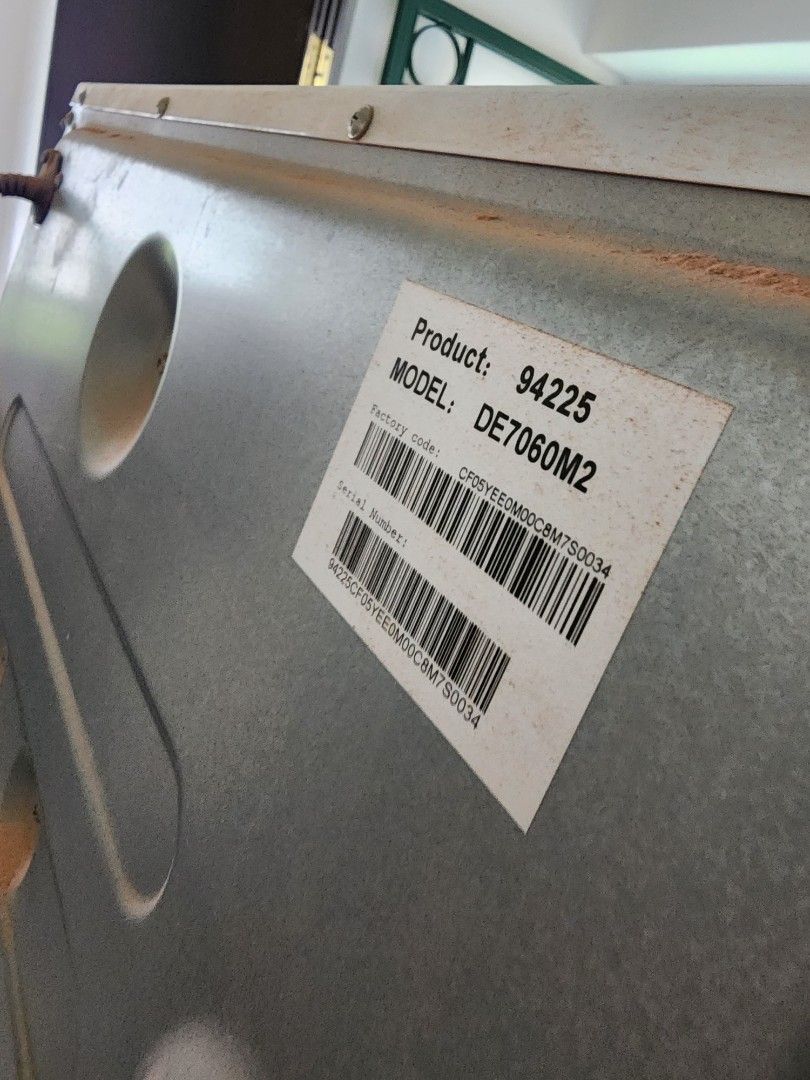 Product: 94225
MODEL: DE7060M2
Factory code: CF05YEE0M00C8M7S0034
Serial Number:
94225CF05YEE0M00C8M7S0034